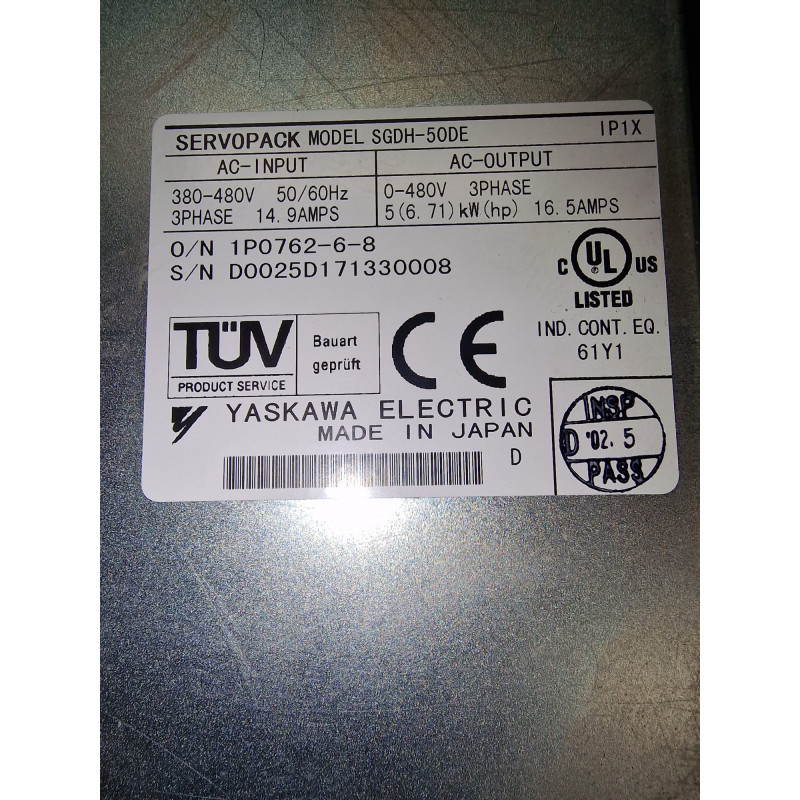 SERVOPACK MODEL SGDH-50DE IP1X
AC-INPUT AC-OUTPUT
380-480V 50/60Hz 0-480V 3PHASE
3PHASE 14.9AMPS 5(6.71)kW(hp) 16.5AMPS
O/N 1P0762-6-8
S/N D0025D171330008
C UL US
LISTED
IND. CONT. EQ.
61Y1
TÜV
PRODUCT SERVICE
Bauart
geprüft
CE
YASKAWA ELECTRIC
MADE IN JAPAN
D
INSP
D '02. 5
PASS